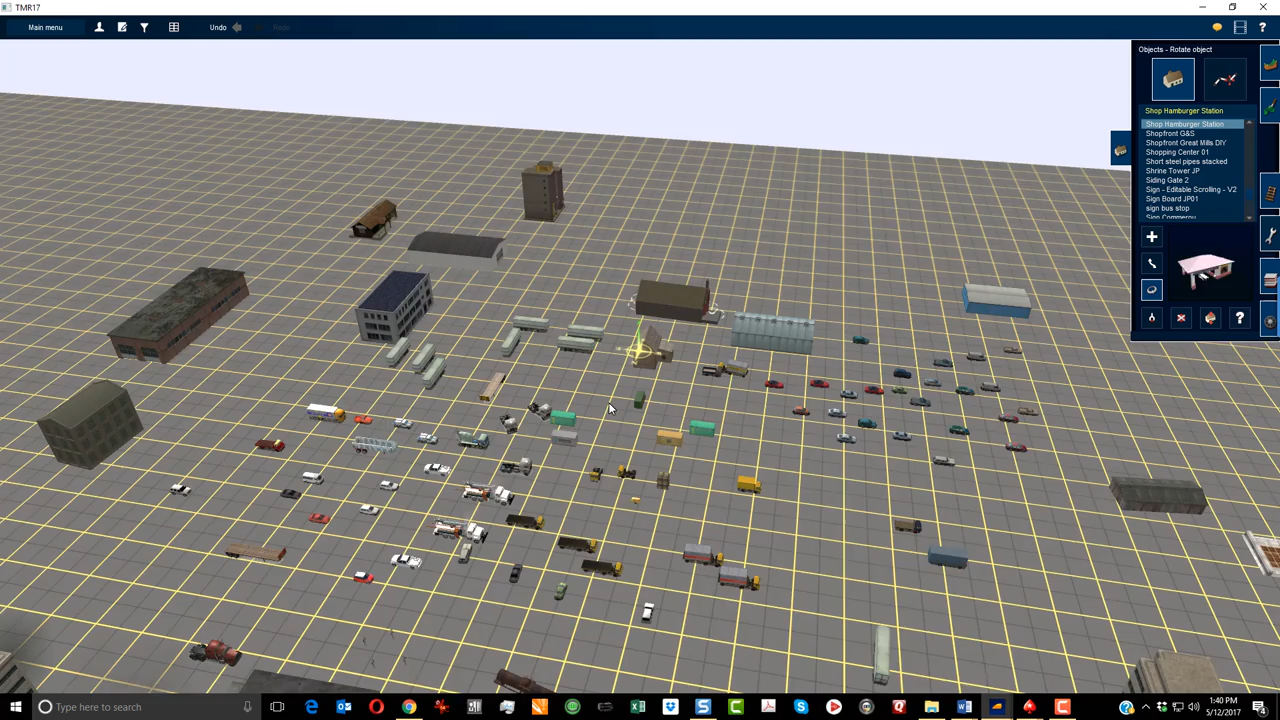 TMR17
Main menu
Undo
Redo
Objects - Rotate object
Shop Hamburger Station
Shop Hamburger Station
Shopfront G&S
Shopfront Great Mills DIY
Shopping Center 01
Short steel pipes stacked
Shrine Tower JP
Siding Gate 2
Sign - Editable Scrolling - V2
Sign Board JP01
sign bus stop
Type here to search
1:40 PM
5/12/2017